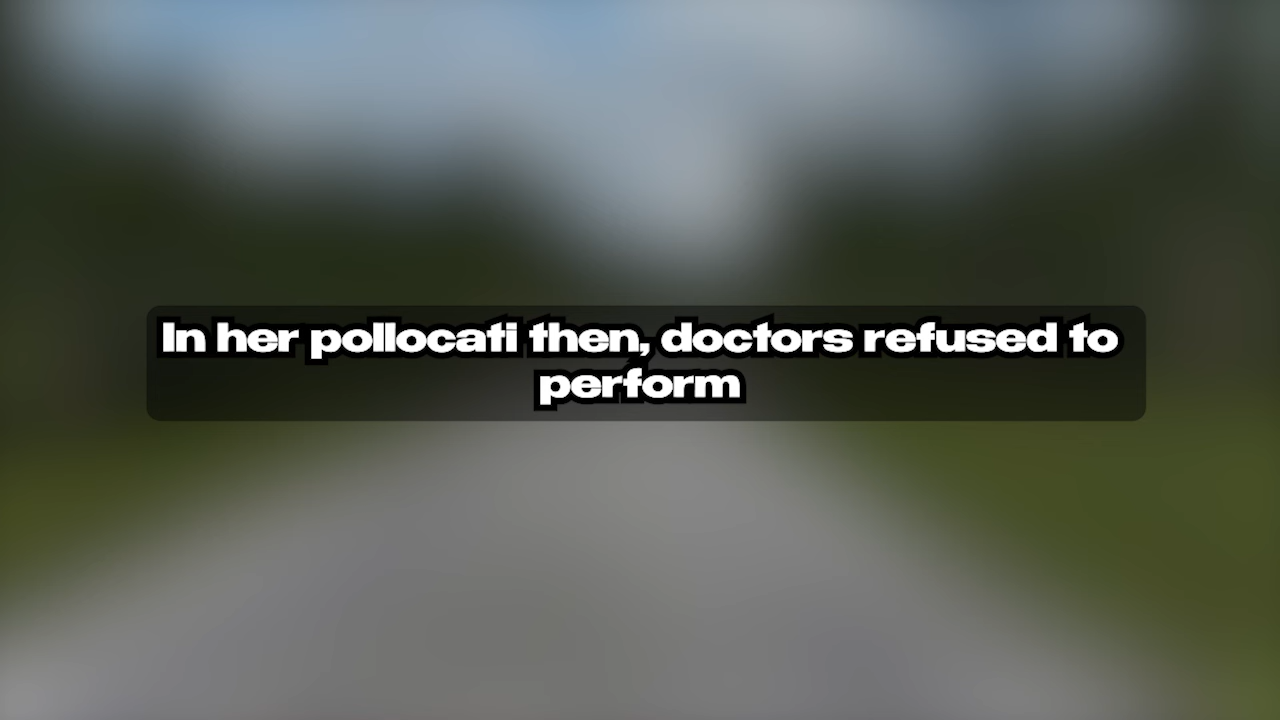 In her pollocati then, doctors refused to
perform